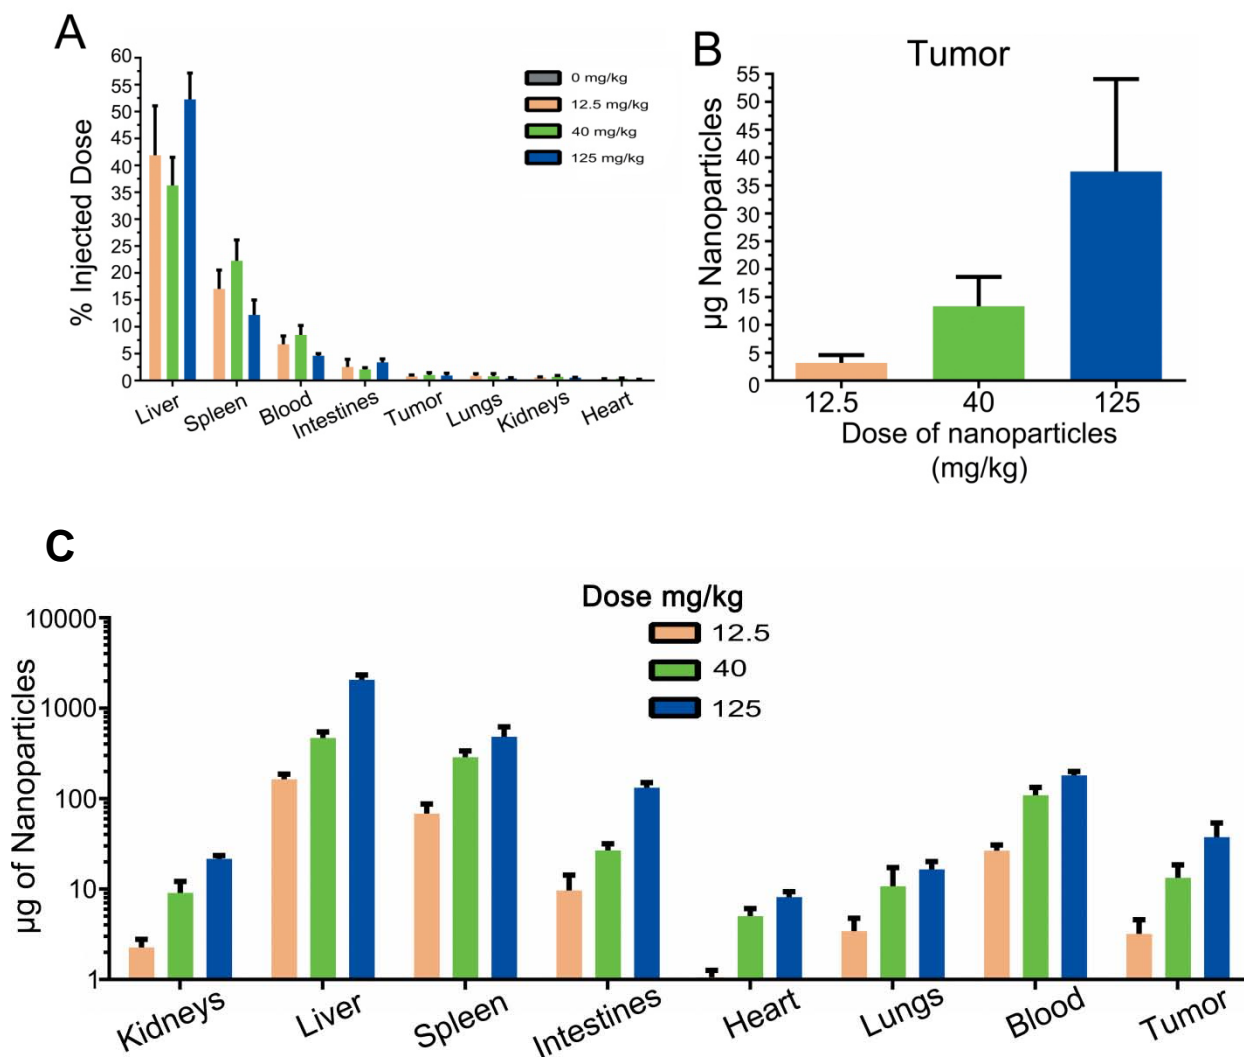 A
60
55
50
45
40
35
30
25
20
15
10
5
0
% Injected Dose
0 mg/kg
12.5 mg/kg
40 mg/kg
125 mg/kg
Liver
Spleen
Blood
Intestines
Tumor
Lungs
Kidneys
Heart
B
Tumor
55
50
45
40
35
30
25
20
15
10
5
0
µg Nanoparticles
12.5
40
125
Dose of nanoparticles
(mg/kg)
C
Dose mg/kg
12.5
40
125
10000
1000
100
10
1
µg of Nanoparticles
Kidneys
Liver
Spleen
Intestines
Heart
Lungs
Blood
Tumor